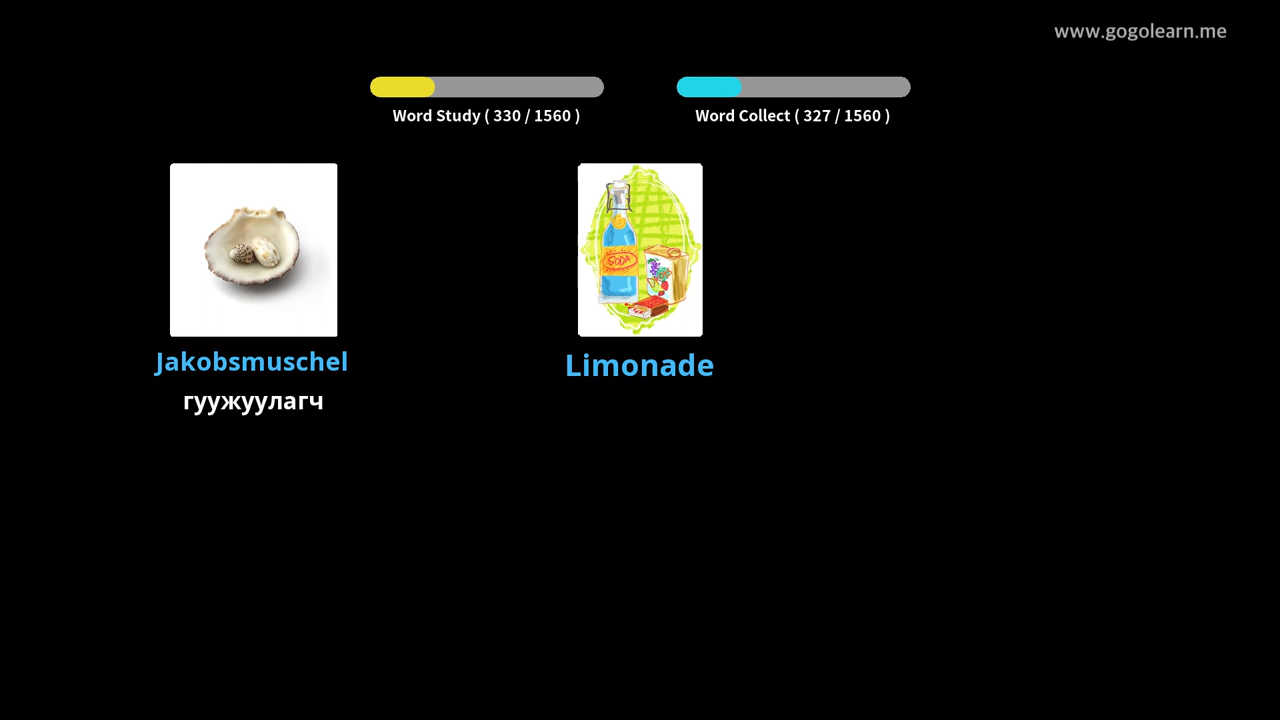 www.gogolearn.me
Word Study ( 330 / 1560 )
Word Collect ( 327 / 1560 )
SODA
Jakobsmuschel
Limonade
гуужуулагч